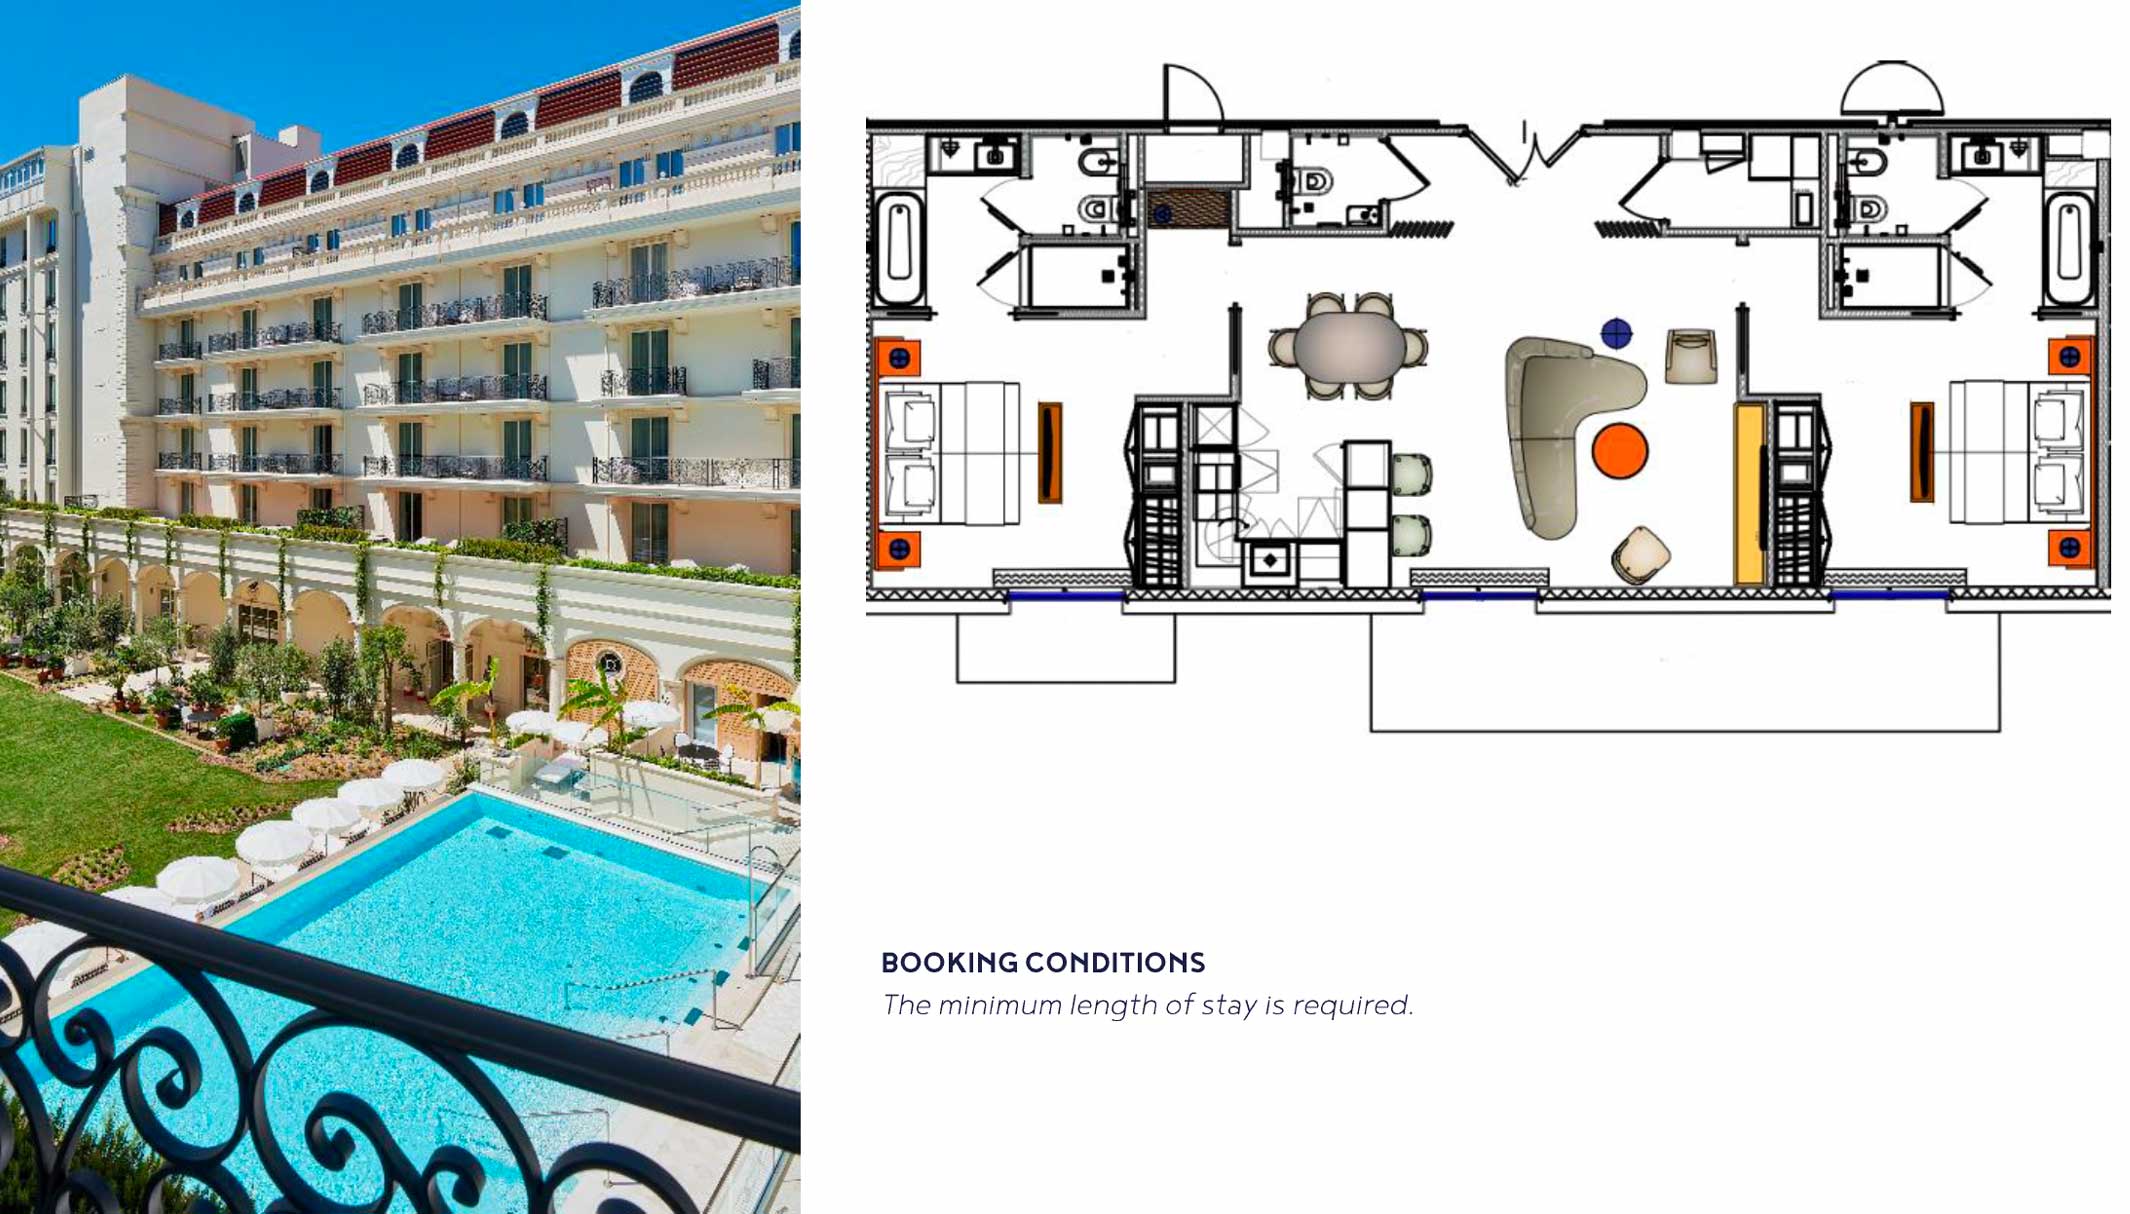 BOOKING CONDITIONS
The minimum length of stay is required.